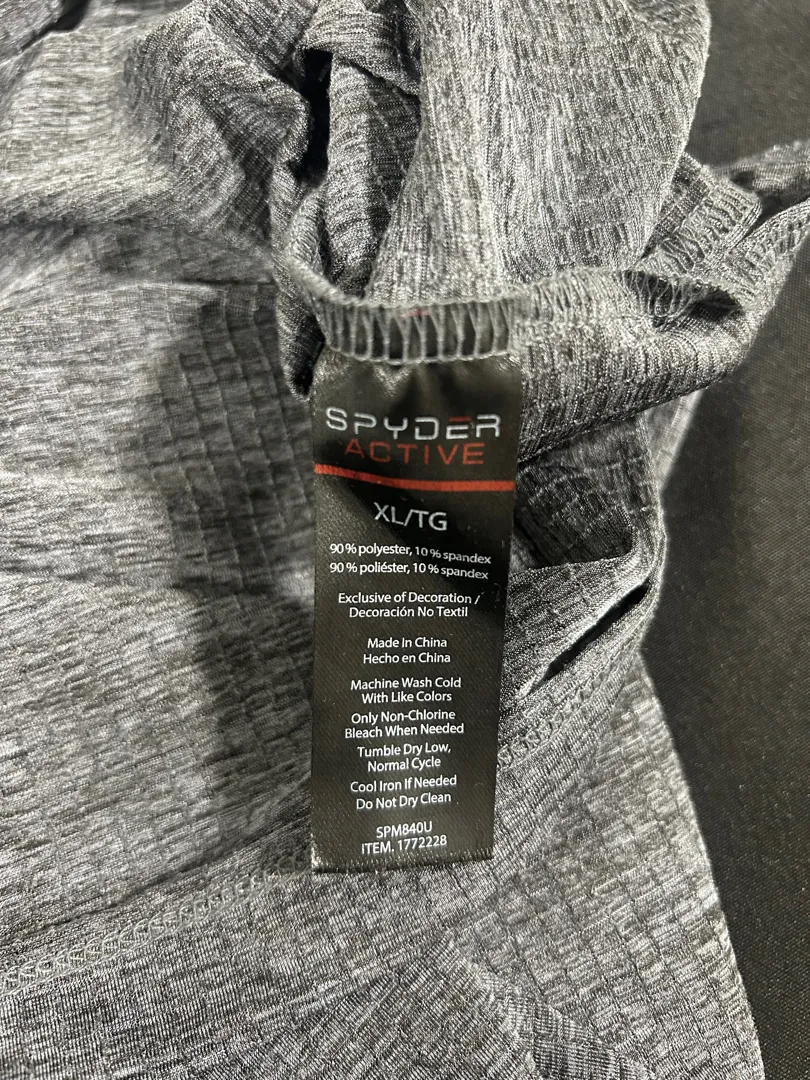 SPYDER
ACTIVE
XL/TG
90% polyester, 10% spandex
90% poliéster, 10% spandex
Exclusive of Decoration /
Decoración No Textil
Made In China
Hecho en China
Machine Wash Cold
With Like Colors
Only Non-Chlorine
Bleach When Needed
Tumble Dry Low,
Normal Cycle
Cool Iron If Needed
Do Not Dry Clean
SPM840U
ITEM. 1772228